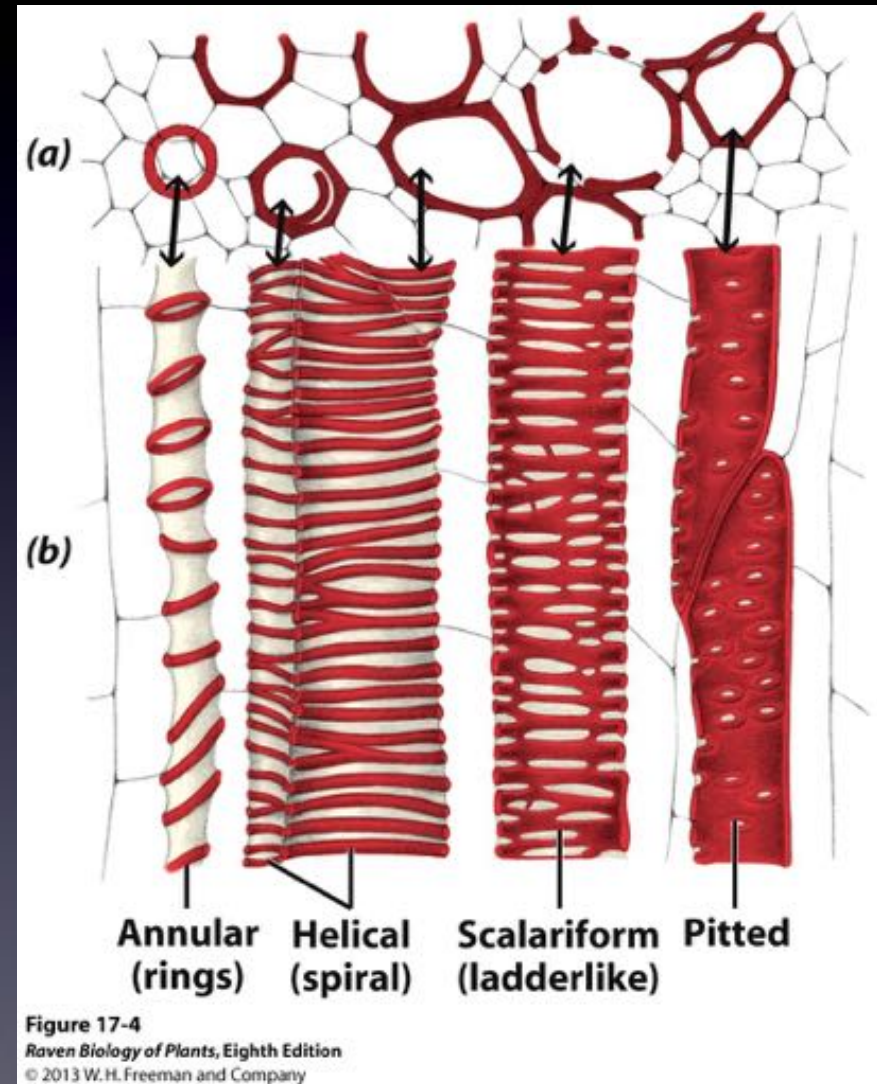 (a)
(b)
Annular Helical Scalariform Pitted
(rings) (spiral) (ladderlike)
Figure 17-4
Raven Biology of Plants, Eighth Edition
© 2013 W. H. Freeman and Company